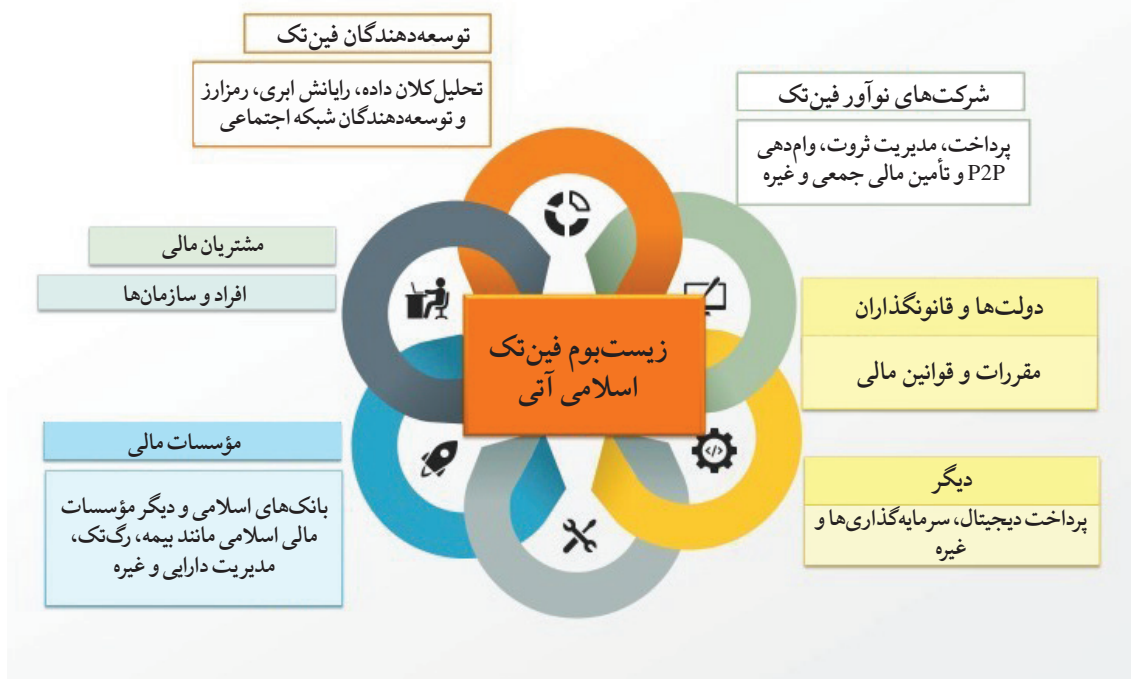 توسعه‌دهندگان فین‌تک
تحلیل کلان داده، رایانش ابری، رمزارز
و توسعه‌دهندگان شبکه اجتماعی
شرکت‌های نوآور فین‌تک
پرداخت، مدیریت ثروت، وام‌دهی
P2P و تأمین مالی جمعی و غیره
مشتریان مالی
افراد و سازمان‌ها
دولت‌ها و قانونگذاران
مقررات و قوانین مالی
زیست‌بوم فین‌تک
اسلامی آتی
مؤسسات مالی
بانک‌های اسلامی و دیگر مؤسسات
مالی اسلامی مانند بیمه، رگ‌تک،
مدیریت دارایی و غیره
دیگر
پرداخت دیجیتال، سرمایه‌گذاری‌ها و
غیره